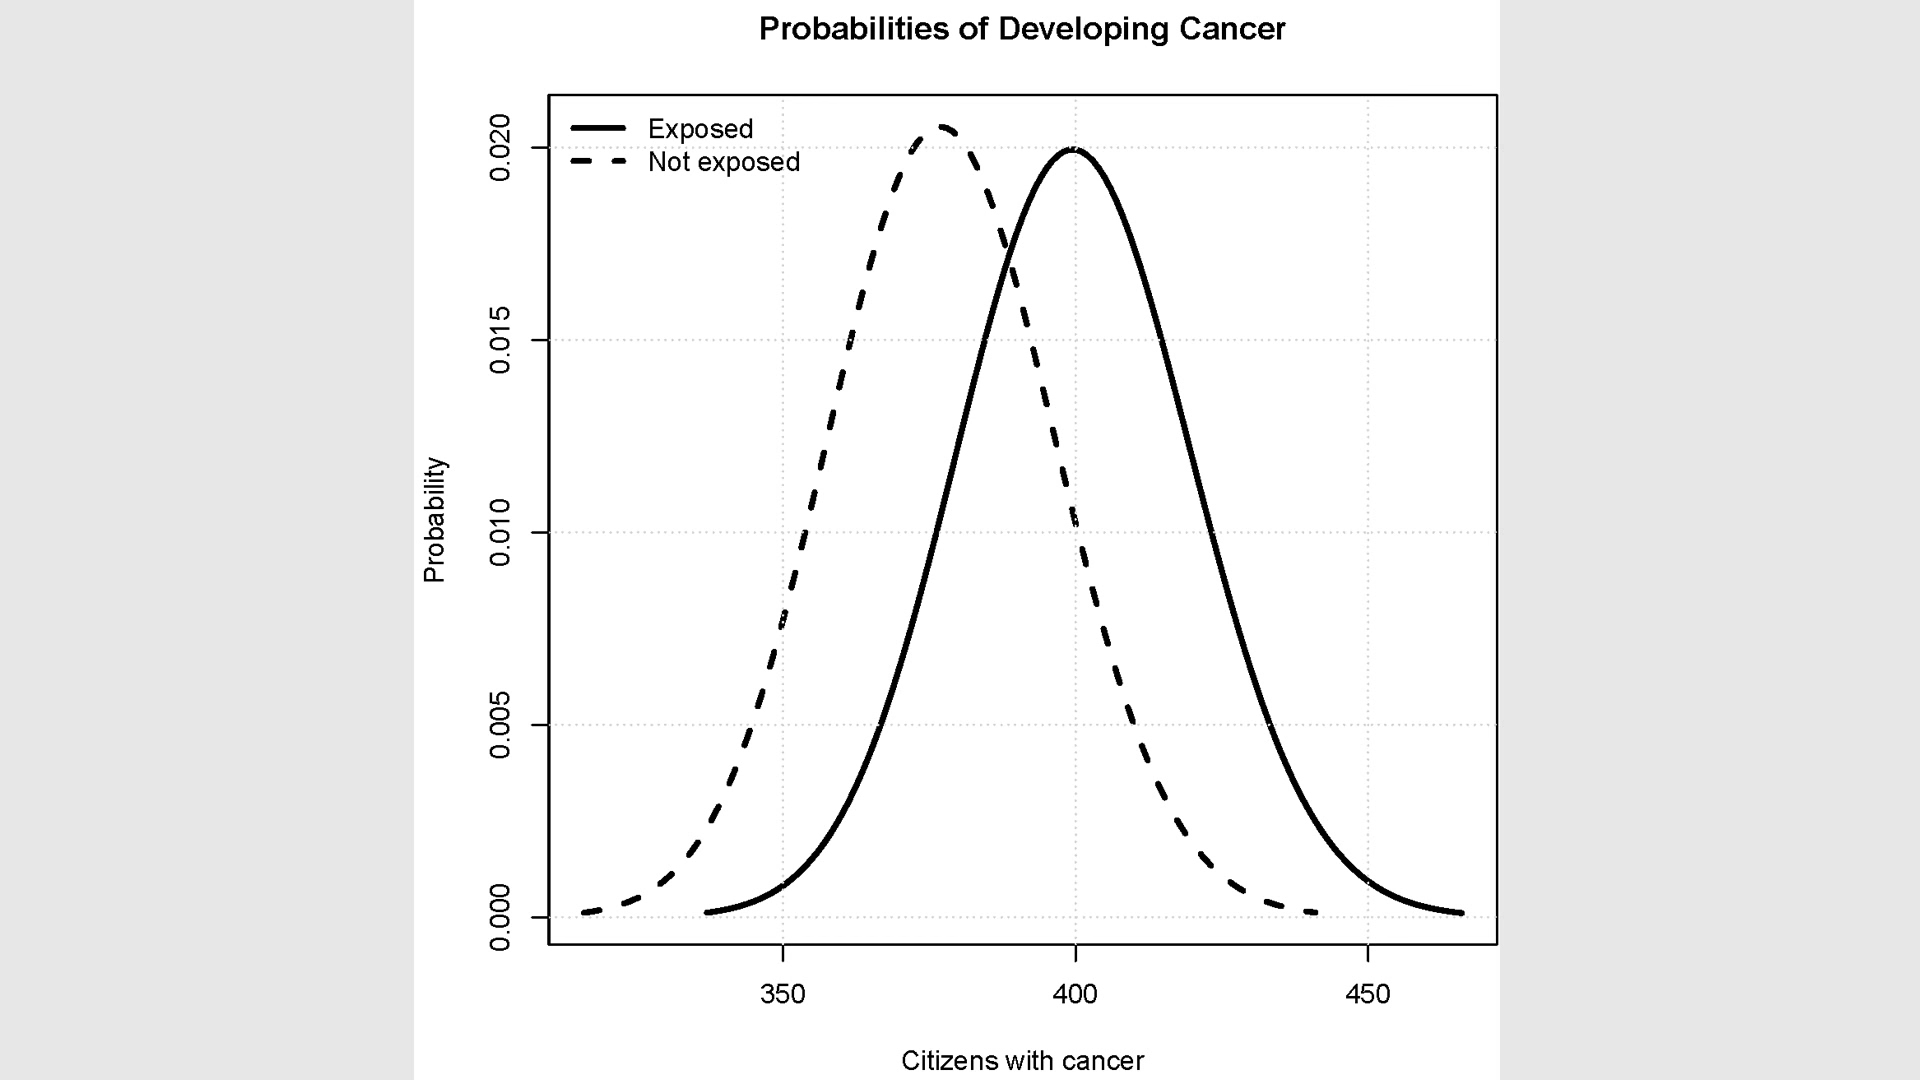 Probabilities of Developing Cancer
Exposed
Not exposed
Probability
0.020
0.015
0.010
0.005
0.000
350
400
450
Citizens with cancer